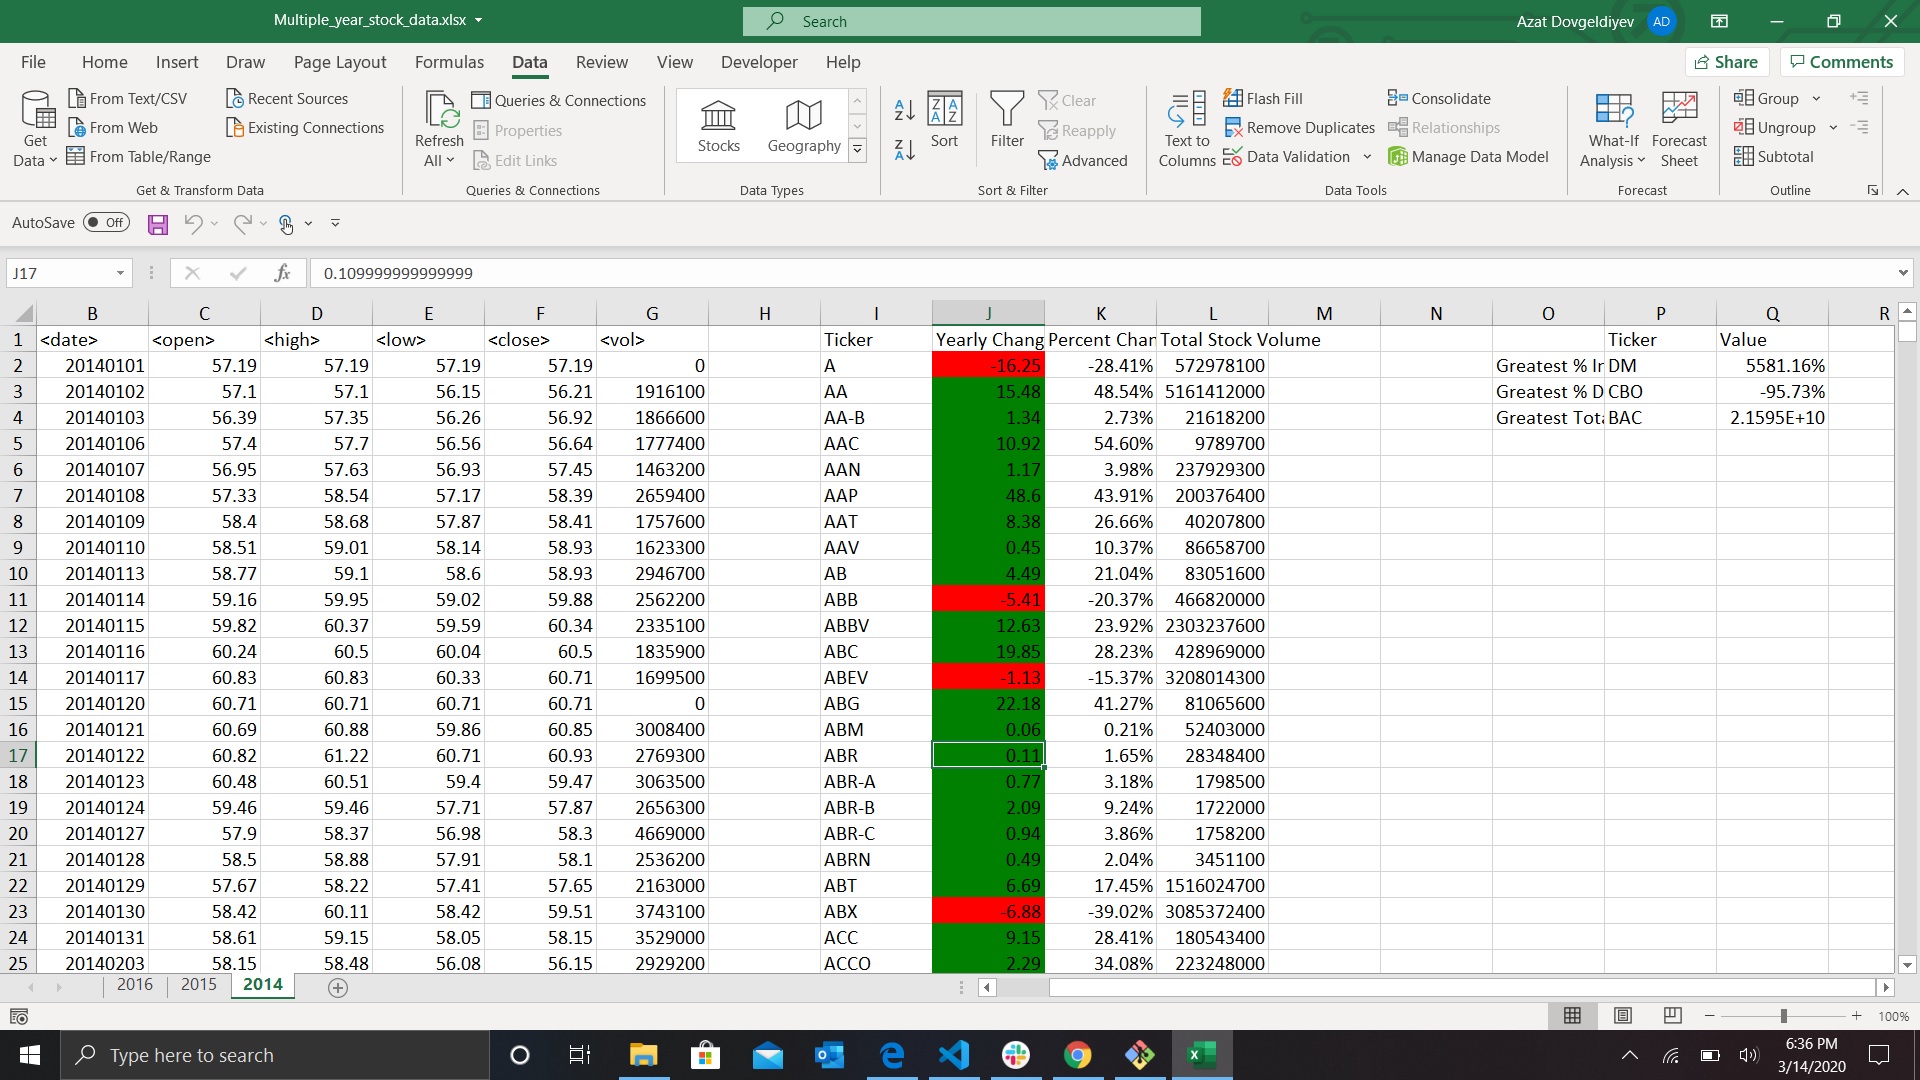 Multiple_year_stock_data.xlsx
Search
Azat Dovgeldiyev AD
File Home Insert Draw Page Layout Formulas Data Review View Developer Help
Share Comments
Get Data
From Text/CSV
From Web
From Table/Range
Recent Sources
Existing Connections
Get & Transform Data
Refresh All
Queries & Connections
Properties
Edit Links
Queries & Connections
Stocks Geography
Data Types
Sort Filter
Clear
Reapply
Advanced
Sort & Filter
Text to Columns
Flash Fill
Remove Duplicates
Data Validation
Consolidate
Relationships
Manage Data Model
Data Tools
What-If Analysis
Forecast Sheet
Forecast
Group
Ungroup
Subtotal
Outline
AutoSave Off
J17 fx 0.109999999999999
B C D E F G H I J K L M N O P Q R
1 <date> <open> <high> <low> <close> <vol> Ticker Yearly Chang Percent Chan Total Stock Volume Ticker Value
2 20140101 57.19 57.19 57.19 57.19 0 A -16.25 -28.41% 572978100 Greatest % In DM 5581.16%
3 20140102 57.1 57.1 56.15 56.21 1916100 AA 15.48 48.54% 5161412000 Greatest % D CBO -95.73%
4 20140103 56.39 57.35 56.26 56.92 1866600 AA-B 1.34 2.73% 21618200 Greatest Tota BAC 2.1595E+10
5 20140106 57.4 57.7 56.56 56.64 1777400 AAC 10.92 54.60% 9789700
6 20140107 56.95 57.63 56.93 57.45 1463200 AAN 1.17 3.98% 237929300
7 20140108 57.33 58.54 57.17 58.39 2659400 AAP 48.6 43.91% 200376400
8 20140109 58.4 58.68 57.87 58.41 1757600 AAT 8.38 26.66% 40207800
9 20140110 58.51 59.01 58.14 58.93 1623300 AAV 0.45 10.37% 86658700
10 20140113 58.77 59.1 58.6 58.93 2946700 AB 4.49 21.04% 83051600
11 20140114 59.16 59.95 59.02 59.88 2562200 ABB -5.41 -20.37% 466820000
12 20140115 59.82 60.37 59.59 60.34 2335100 ABBV 12.63 23.92% 2303237600
13 20140116 60.24 60.5 60.04 60.5 1835900 ABC 19.85 28.23% 428969000
14 20140117 60.83 60.83 60.33 60.71 1699500 ABEV -1.13 -15.37% 3208014300
15 20140120 60.71 60.71 60.71 60.71 0 ABG 22.18 41.27% 81065600
16 20140121 60.69 60.88 59.86 60.85 3008400 ABM 0.06 0.21% 52403000
17 20140122 60.82 61.22 60.71 60.93 2769300 ABR 0.11 1.65% 28348400
18 20140123 60.48 60.51 59.4 59.47 3063500 ABR-A 0.77 3.18% 1798500
19 20140124 59.46 59.46 57.71 57.87 2656300 ABR-B 2.09 9.24% 1722000
20 20140127 57.9 58.37 56.98 58.3 4669000 ABR-C 0.94 3.86% 1758200
21 20140128 58.5 58.88 57.91 58.1 2536200 ABRN 0.49 2.04% 3451100
22 20140129 57.67 58.22 57.41 57.65 2163000 ABT 6.69 17.45% 1516024700
23 20140130 58.42 60.11 58.42 59.51 3743100 ABX -6.88 -39.02% 3085372400
24 20140131 58.61 59.15 58.05 58.15 3529000 ACC 9.15 28.41% 180543400
25 20140203 58.15 58.48 56.08 56.15 2929200 ACCO 2.29 34.08% 223248000
2016 2015 2014
100%
Type here to search
6:36 PM
3/14/2020